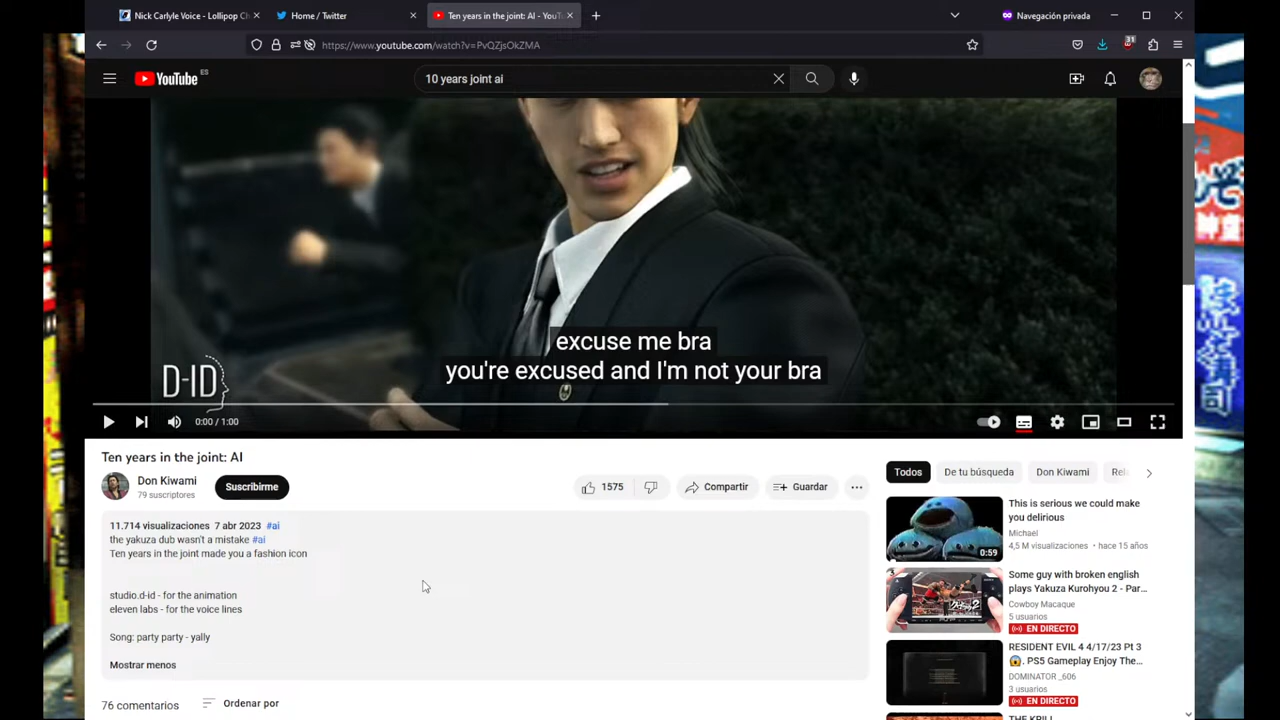 Nick Carlyle Voice - Lollipop Ch
Home / Twitter
Ten years in the joint: AI - YouT
Navegación privada
https://www.youtube.com/watch?v=PvQZjsOkZMA
31
YouTube ES
10 years joint ai
excuse me bra
you're excused and I'm not your bra
D-ID
0:00 / 1:00
Ten years in the joint: AI
Don Kiwami
79 suscriptores
Suscribirme
1575
Compartir
Guardar
11.714 visualizaciones 7 abr 2023 #ai
the yakuza dub wasn't a mistake #ai
Ten years in the joint made you a fashion icon
studio.d-id - for the animation
eleven labs - for the voice lines
Song: party party - yally
Mostrar menos
76 comentarios
Ordenar por
Todos
De tu búsqueda
Don Kiwami
Rel
This is serious we could make
you delirious
Michael
4,5 M visualizaciones • hace 15 años
0:59
Some guy with broken english
plays Yakuza Kurohyou 2 - Par...
Cowboy Macaque
5 usuarios
EN DIRECTO
RESIDENT EVIL 4 4/17/23 Pt 3
😱. PS5 Gameplay Enjoy The...
DOMINATOR_606
3 usuarios
EN DIRECTO
THE KRILL